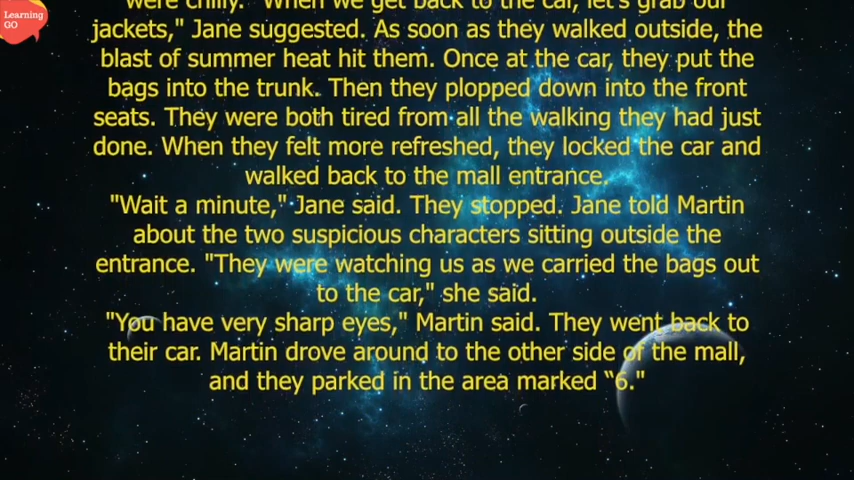 Learning
GO
were chilly. "When we get back to the car, let's grab our
jackets," Jane suggested. As soon as they walked outside, the
blast of summer heat hit them. Once at the car, they put the
bags into the trunk. Then they plopped down into the front
seats. They were both tired from all the walking they had just
done. When they felt more refreshed, they locked the car and
walked back to the mall entrance.
"Wait a minute," Jane said. They stopped. Jane told Martin
about the two suspicious characters sitting outside the
entrance. "They were watching us as we carried the bags out
to the car," she said.
"You have very sharp eyes," Martin said. They went back to
their car. Martin drove around to the other side of the mall,
and they parked in the area marked “6."